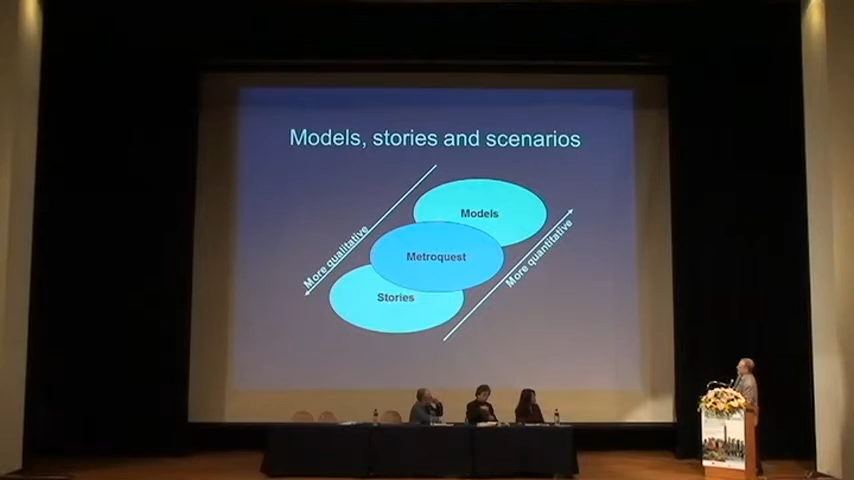 Models, stories and scenarios
Models
More qualitative
Metroquest
More quantitative
Stories